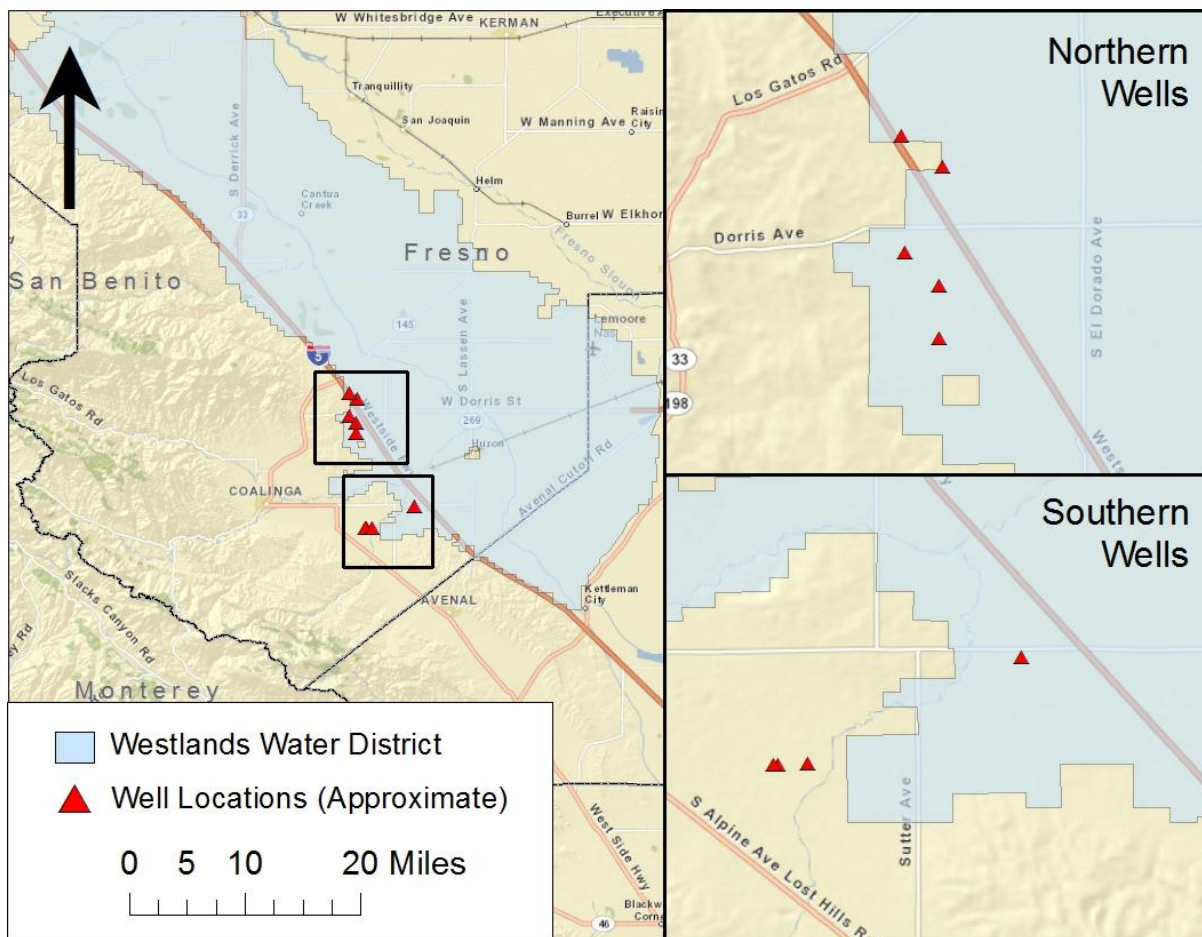 W Whitesbridge Ave
KERMAN
Tranquillity
San Joaquin
W Manning Ave
Raisin
City
S Derrick Ave
Cantua
Creek
33
Helm
Burrel
W Elkhor
Fresno
Fresno Slough
San Benito
Lemoore
Nas
145
S Lassen Ave
5
Los Gatos Rd
W Dorris St
269
Westside
Huron
Avenal Cutoff Rd
COALINGA
Slacks Canyon Rd
AVENAL
Kettleman
City
Monterey
West Side Hwy
46
Westlands Water District
Well Locations (Approximate)
0 5 10 20 Miles
Northern
Wells
Los Gatos Rd
Dorris Ave
S El Dorado Ave
33
198
Southern
Wells
Sutter Ave
S Alpine Ave
Lost Hills R